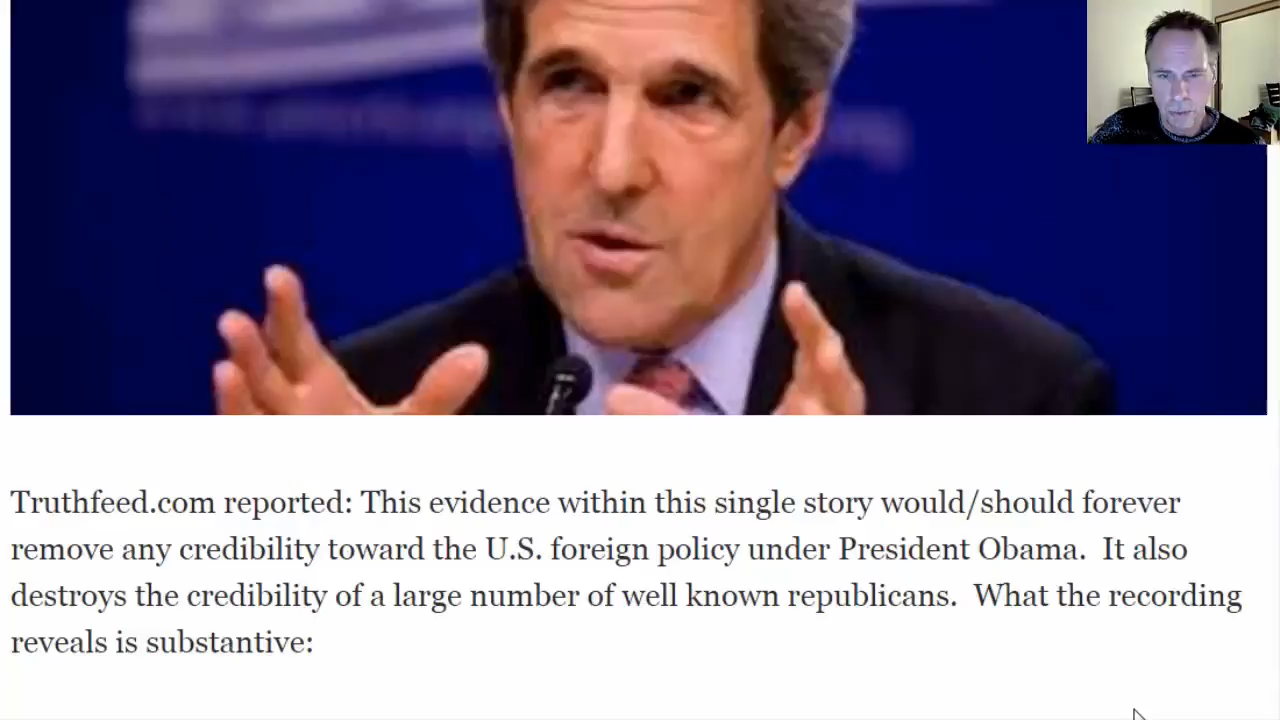 Truthfeed.com reported: This evidence within this single story would/should forever
remove any credibility toward the U.S. foreign policy under President Obama.  It also
destroys the credibility of a large number of well known republicans.  What the recording
reveals is substantive: